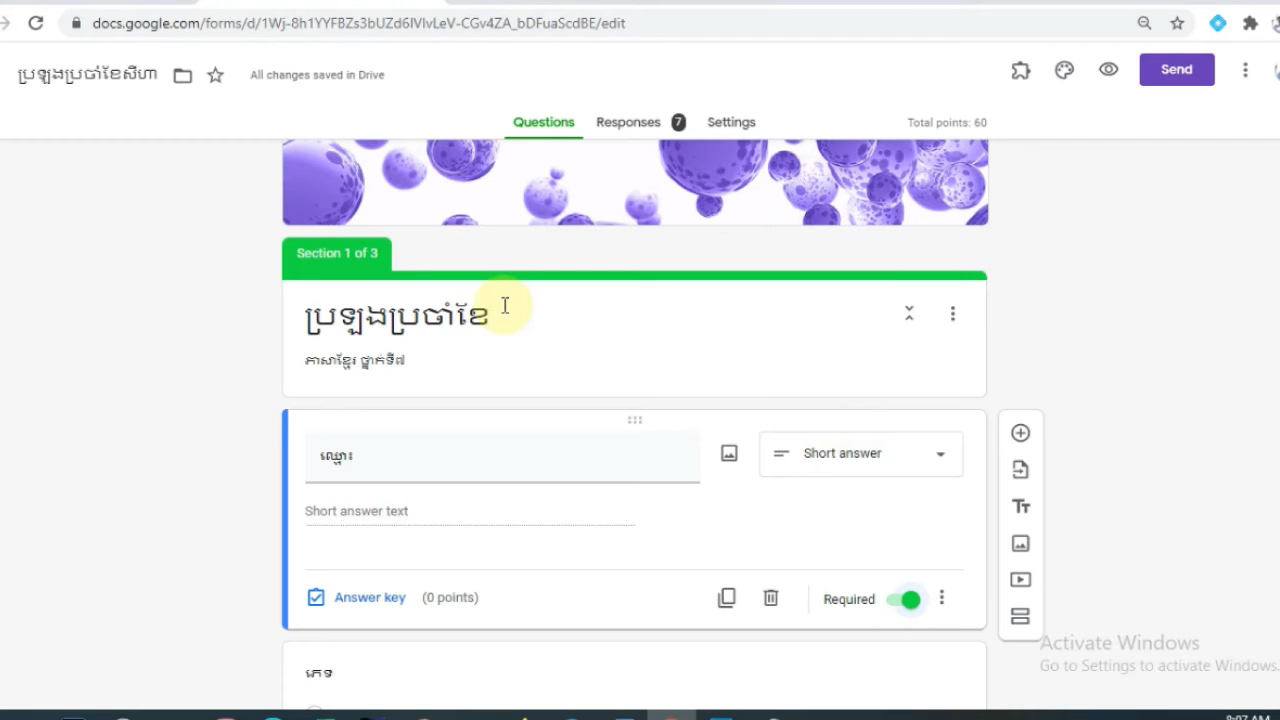 docs.google.com/forms/d/1Wj-8h1YYFBZs3bUZd6IVlvLeV-CGv4ZA_bDFuaScdBE/edit
ប្រឡងប្រចាំខែសីហា
All changes saved in Drive
Send
Questions
Responses 7
Settings
Total points: 60
Section 1 of 3
ប្រឡងប្រចាំខែ
ភាសាខ្មែរ ថ្នាក់ទី៧
ឈ្មោះ
Short answer
Short answer text
Answer key (0 points)
Required
Activate Windows
Go to Settings to activate Windows.
ភេទ